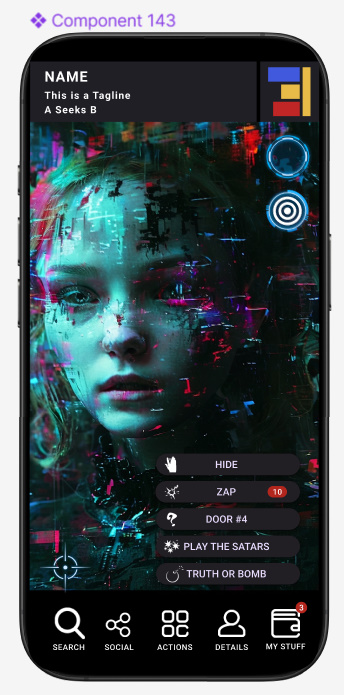 Component 143
NAME
This is a Tagline
A Seeks B
HIDE
ZAP 10
DOOR #4
PLAY THE SATARS
TRUTH OR BOMB
3
SEARCH SOCIAL ACTIONS DETAILS MY STUFF